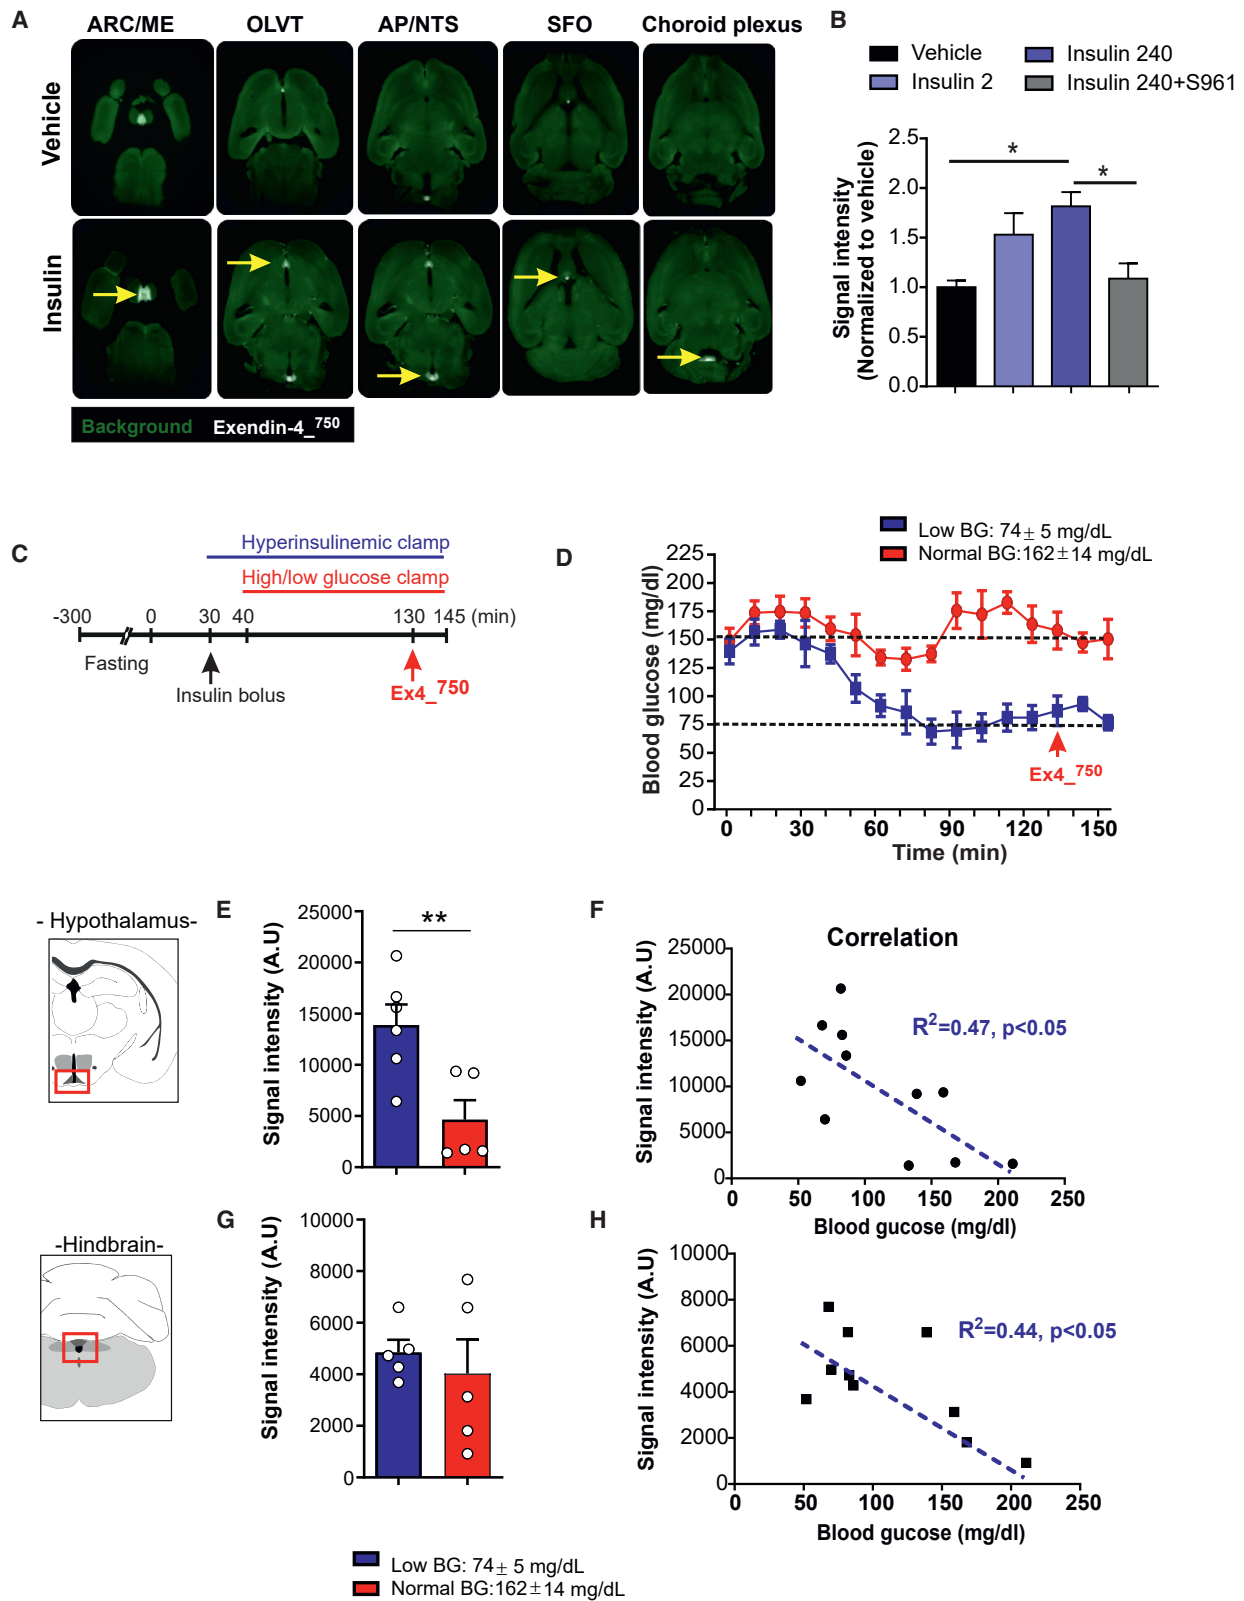 A
ARC/ME
OLVT
AP/NTS
SFO
Choroid plexus
Vehicle
Insulin
Background Exendin-4_750
B
Vehicle
Insulin 2
Insulin 240
Insulin 240+S961
Signal intensity
(Normalized to vehicle)
2.5
2.0
1.5
1.0
0.5
0.0
*
*
C
Hyperinsulinemic clamp
High/low glucose clamp
-300 0 30 40 130 145 (min)
Fasting
Insulin bolus
Ex4_750
D
Low BG: 74± 5 mg/dL
Normal BG:162±14 mg/dL
Blood glucose (mg/dl)
225
200
175
150
125
100
75
50
25
0
Ex4_750
0 30 60 90 120 150
Time (min)
- Hypothalamus-
E
Signal intensity (A.U)
25000
20000
15000
10000
5000
0
**
F
Correlation
Signal intensity (A.U)
25000
20000
15000
10000
5000
0
R2=0.47, p<0.05
0 50 100 150 200 250
Blood gucose (mg/dl)
-Hindbrain-
G
Signal intensity (A.U)
10000
8000
6000
4000
2000
0
H
Signal intensity (A.U)
10000
8000
6000
4000
2000
0
R2=0.44, p<0.05
0 50 100 150 200 250
Blood gucose (mg/dl)
Low BG: 74± 5 mg/dL
Normal BG:162±14 mg/dL